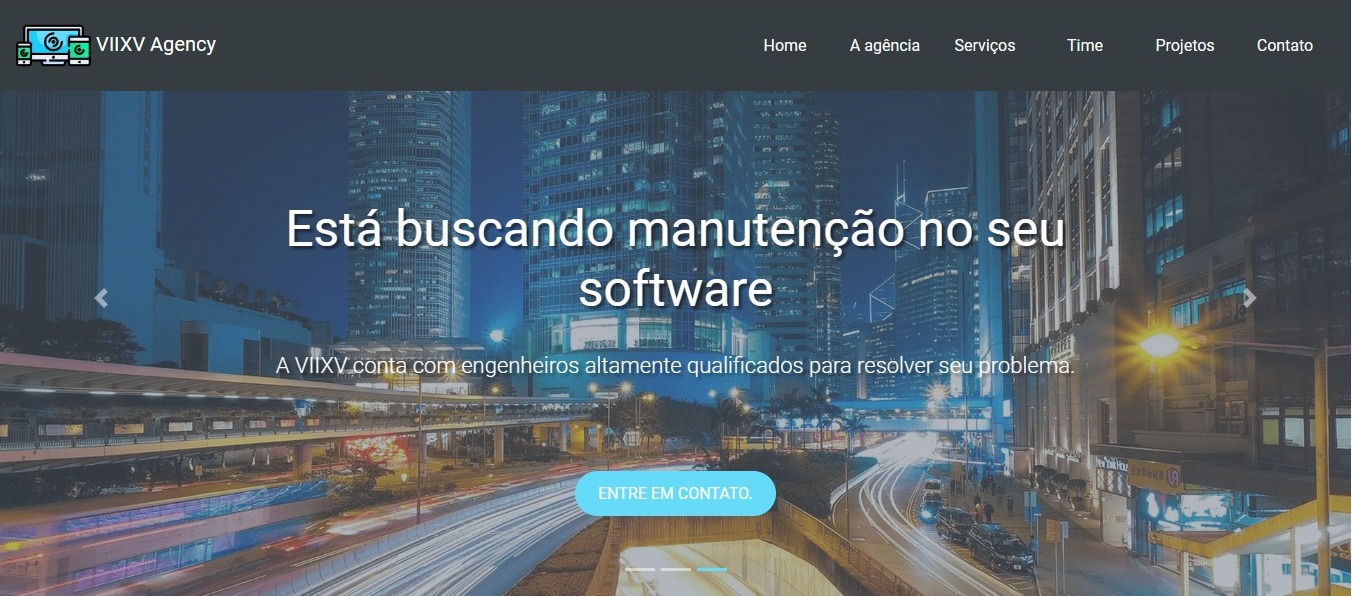 VIIXV Agency
Home A agência Serviços Time Projetos Contato
Está buscando manutenção no seu
software
A VIIXV conta com engenheiros altamente qualificados para resolver seu problema.
ENTRE EM CONTATO.